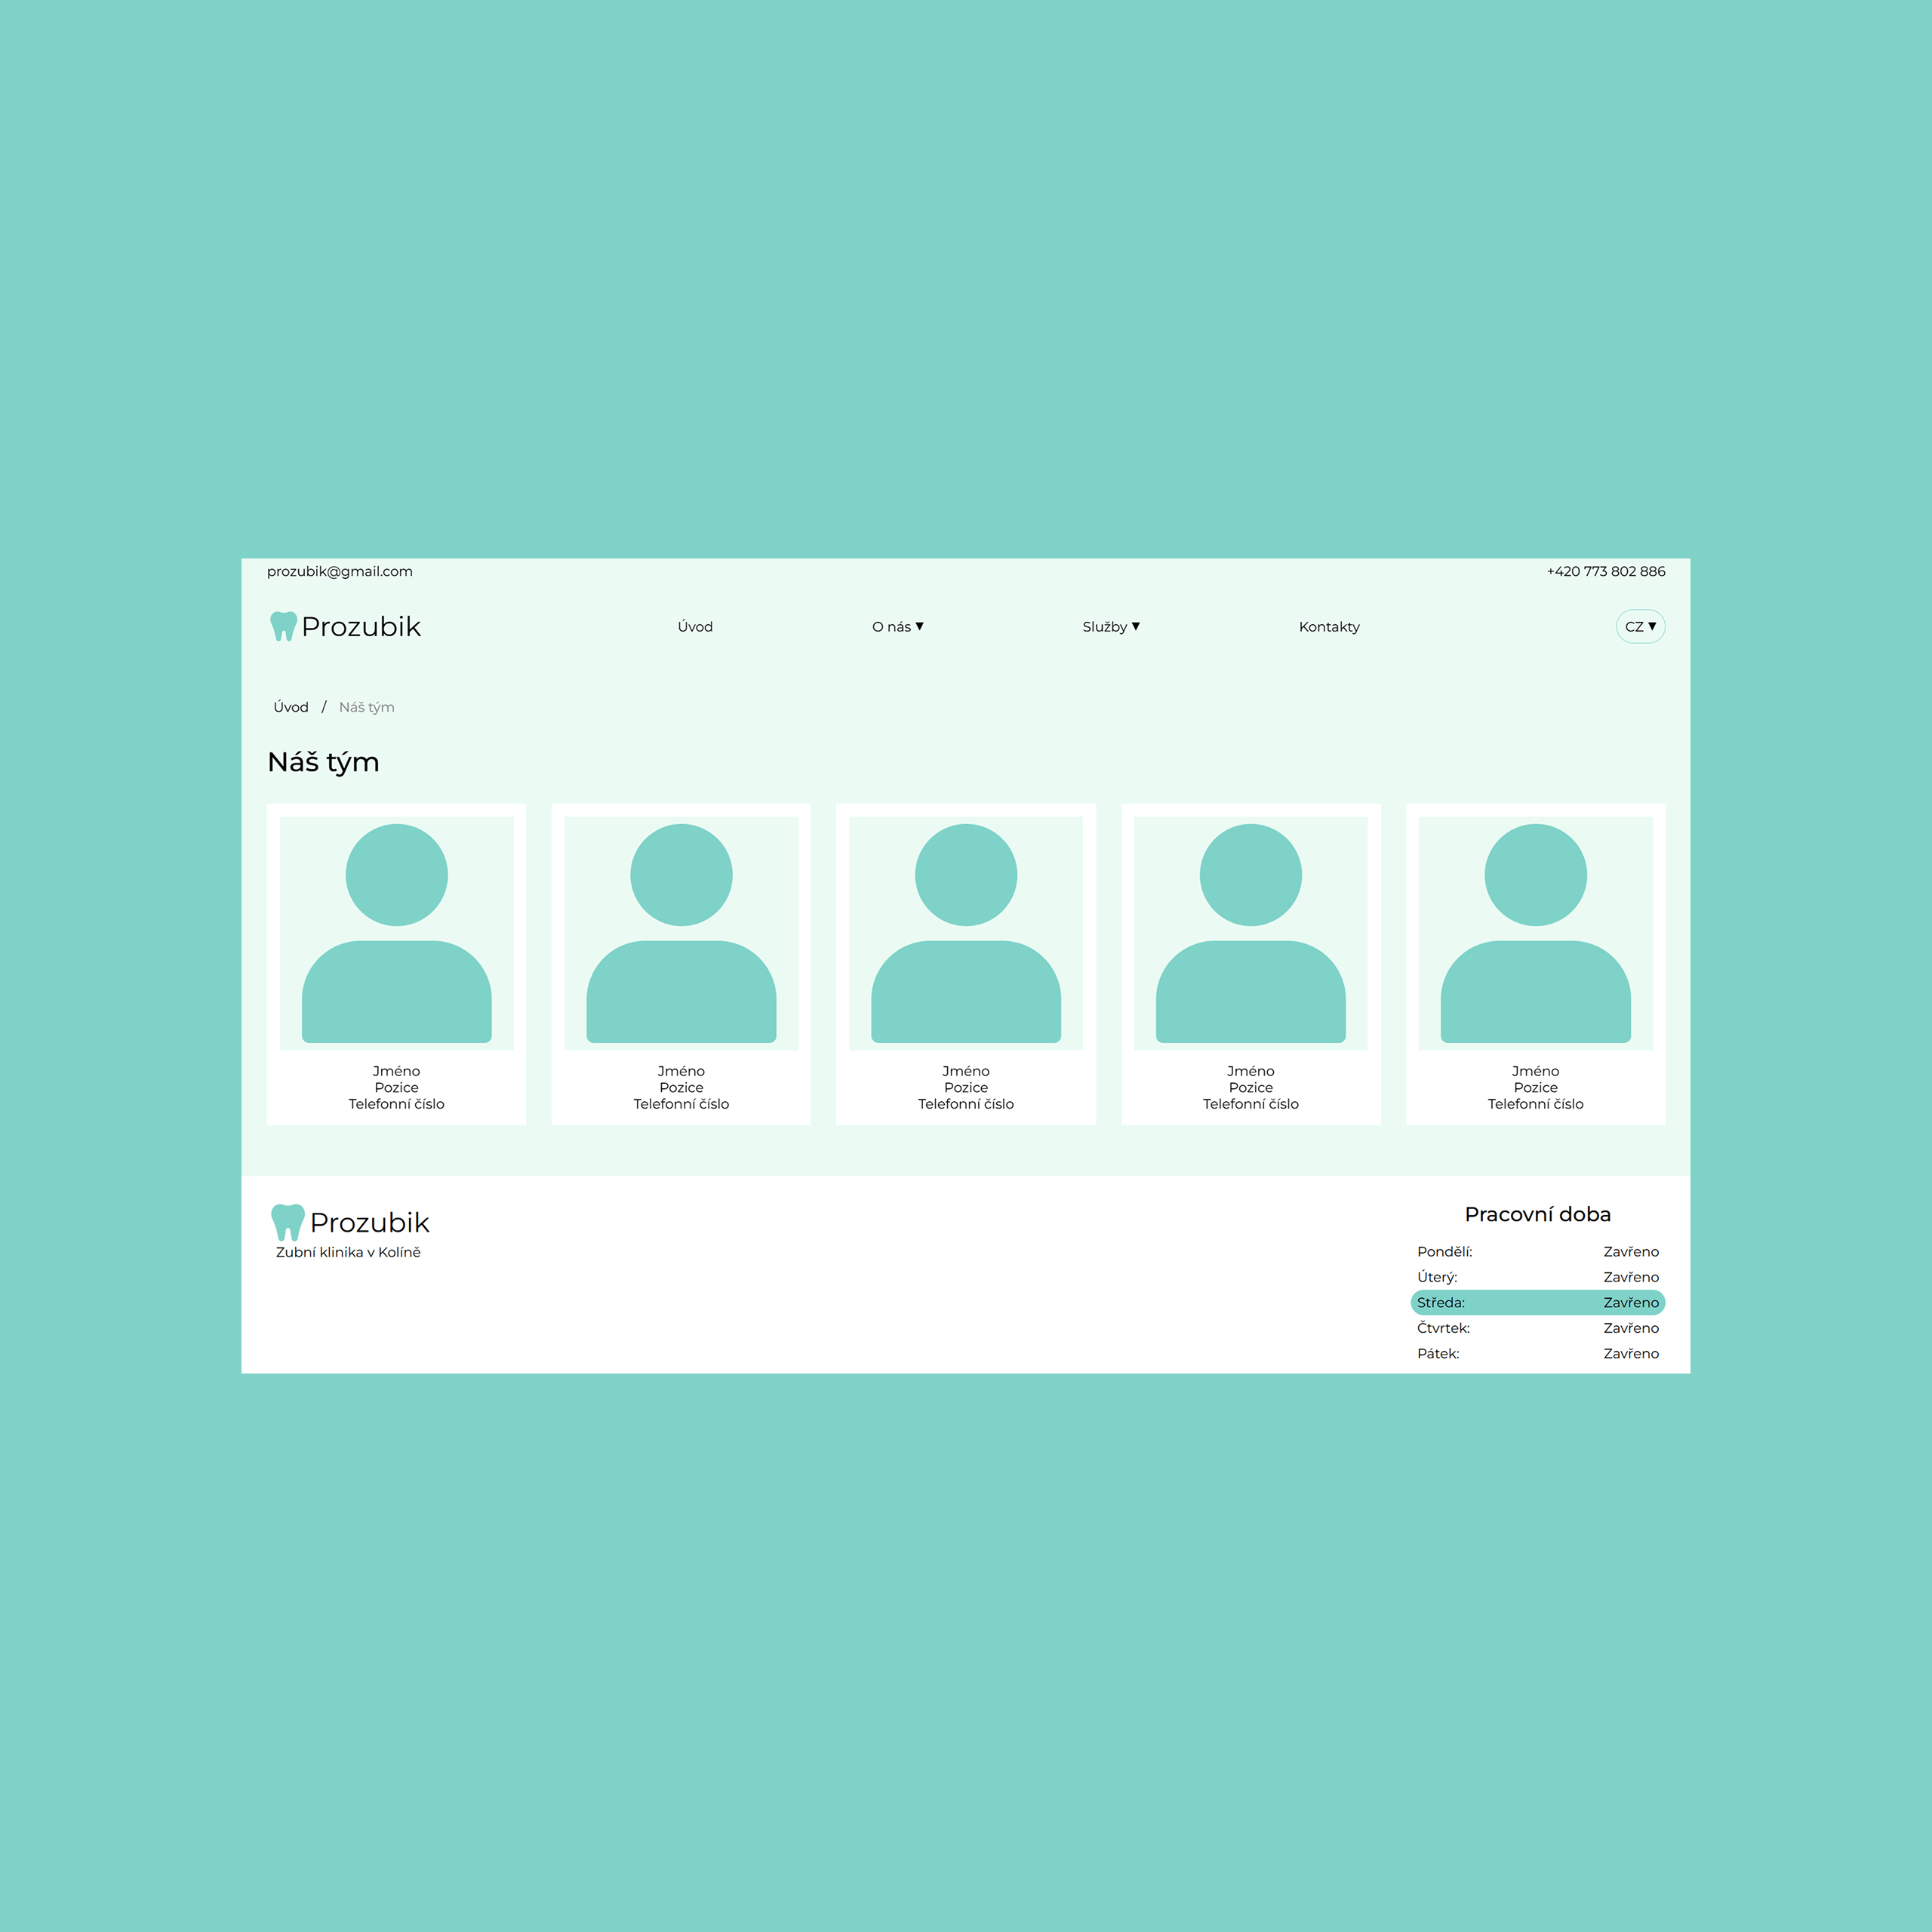 prozubik@gmail.com +420 773 802 886
Prozubik Úvod O nás ▼ Služby ▼ Kontakty CZ ▼
Úvod / Náš tým
Náš tým
Jméno Jméno Jméno Jméno Jméno
Pozice Pozice Pozice Pozice Pozice
Telefonní číslo Telefonní číslo Telefonní číslo Telefonní číslo Telefonní číslo
Prozubik
Zubní klinika v Kolíně
Pracovní doba
Pondělí: Zavřeno
Úterý: Zavřeno
Středa: Zavřeno
Čtvrtek: Zavřeno
Pátek: Zavřeno